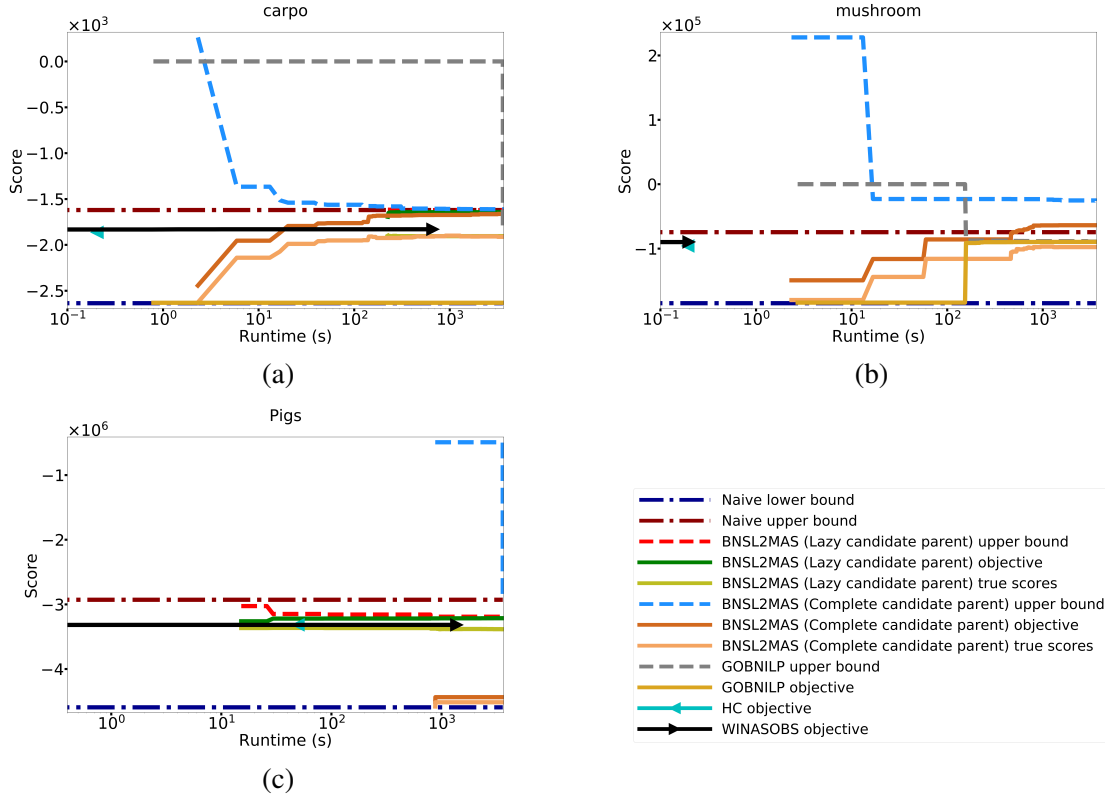 carpo
×10³
0.0
−0.5
−1.0
−1.5
−2.0
−2.5
Score
10⁻¹ 10⁰ 10¹ 10² 10³
Runtime (s)
(a)
mushroom
×10⁵
2
1
0
−1
Score
10⁻¹ 10⁰ 10¹ 10² 10³
Runtime (s)
(b)
Pigs
×10⁶
−1
−2
−3
−4
Score
10⁰ 10¹ 10² 10³
Runtime (s)
(c)
Naive lower bound
Naive upper bound
BNSL2MAS (Lazy candidate parent) upper bound
BNSL2MAS (Lazy candidate parent) objective
BNSL2MAS (Lazy candidate parent) true scores
BNSL2MAS (Complete candidate parent) upper bound
BNSL2MAS (Complete candidate parent) objective
BNSL2MAS (Complete candidate parent) true scores
GOBNILP upper bound
GOBNILP objective
HC objective
WINASOBS objective